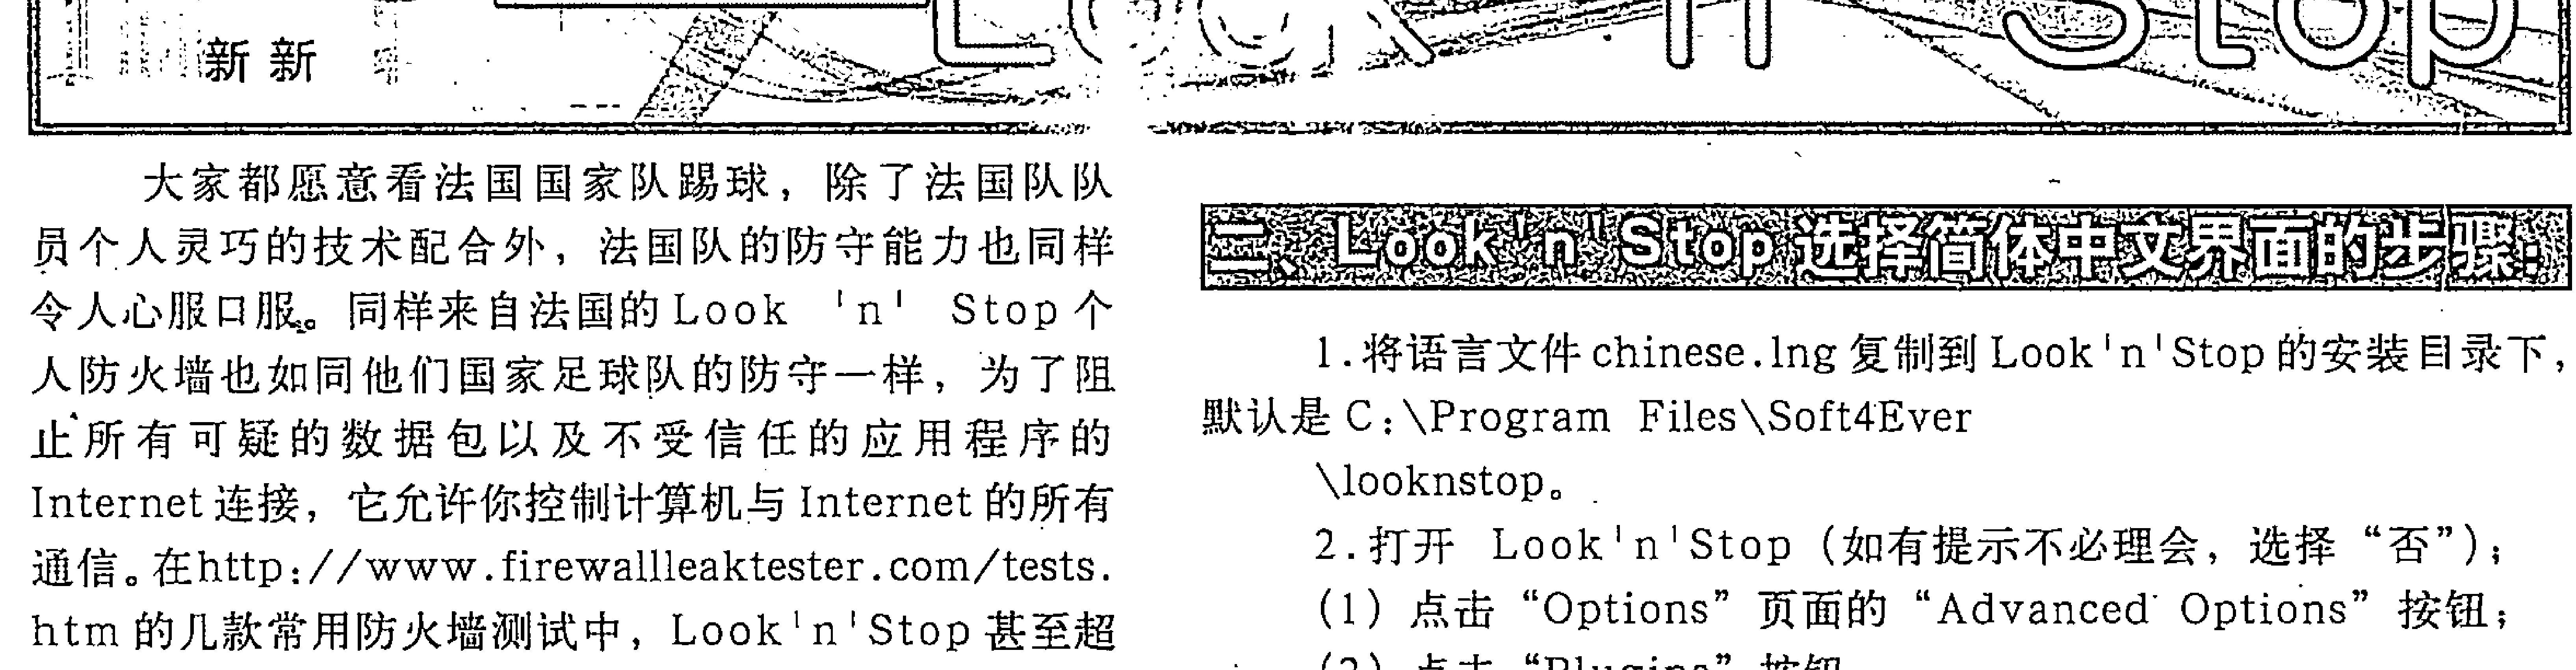 Look 'n' Stop
新新
大家都愿意看法国国家队踢球，除了法国队队
员个人灵巧的技术配合外，法国队的防守能力也同样
令人心服口服。同样来自法国的Look 'n' Stop个
人防火墙也如同他们国家足球队的防守一样，为了阻
止所有可疑的数据包以及不受信任的应用程序的
Internet连接，它允许你控制计算机与Internet的所有
通信。在http://www.firewallleaktester.com/tests.
htm的几款常用防火墙测试中，Look'n'Stop甚至超
二、Look'n'Stop选择简体中文界面的步骤：
1.将语言文件chinese.lng复制到Look'n'Stop的安装目录下，
默认是C:\Program Files\Soft4Ever
\looknstop。
2.打开 Look'n'Stop（如有提示不必理会，选择“否”）；
(1) 点击“Options”页面的“Advanced Options”按钮；
(2) 点击“Plugins”按钮